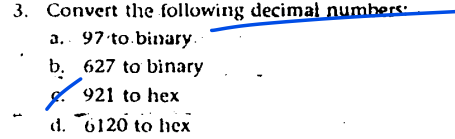 3. Convert the following decimal numbers:
a. 97 to binary.
b. 627 to binary
c. 921 to hex
d. 6120 to hex